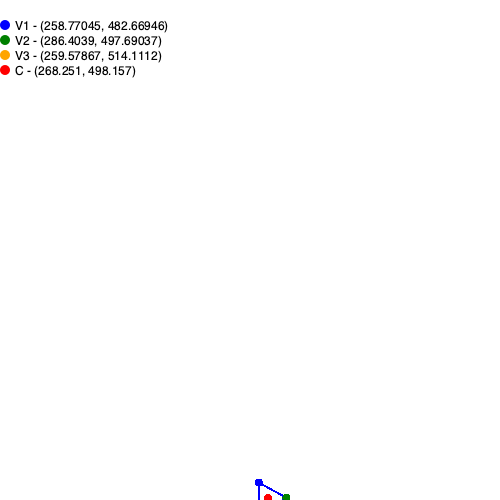 V1 - (258.77045, 482.66946)
V2 - (286.4039, 497.69037)
V3 - (259.57867, 514.1112)
C - (268.251, 498.157)